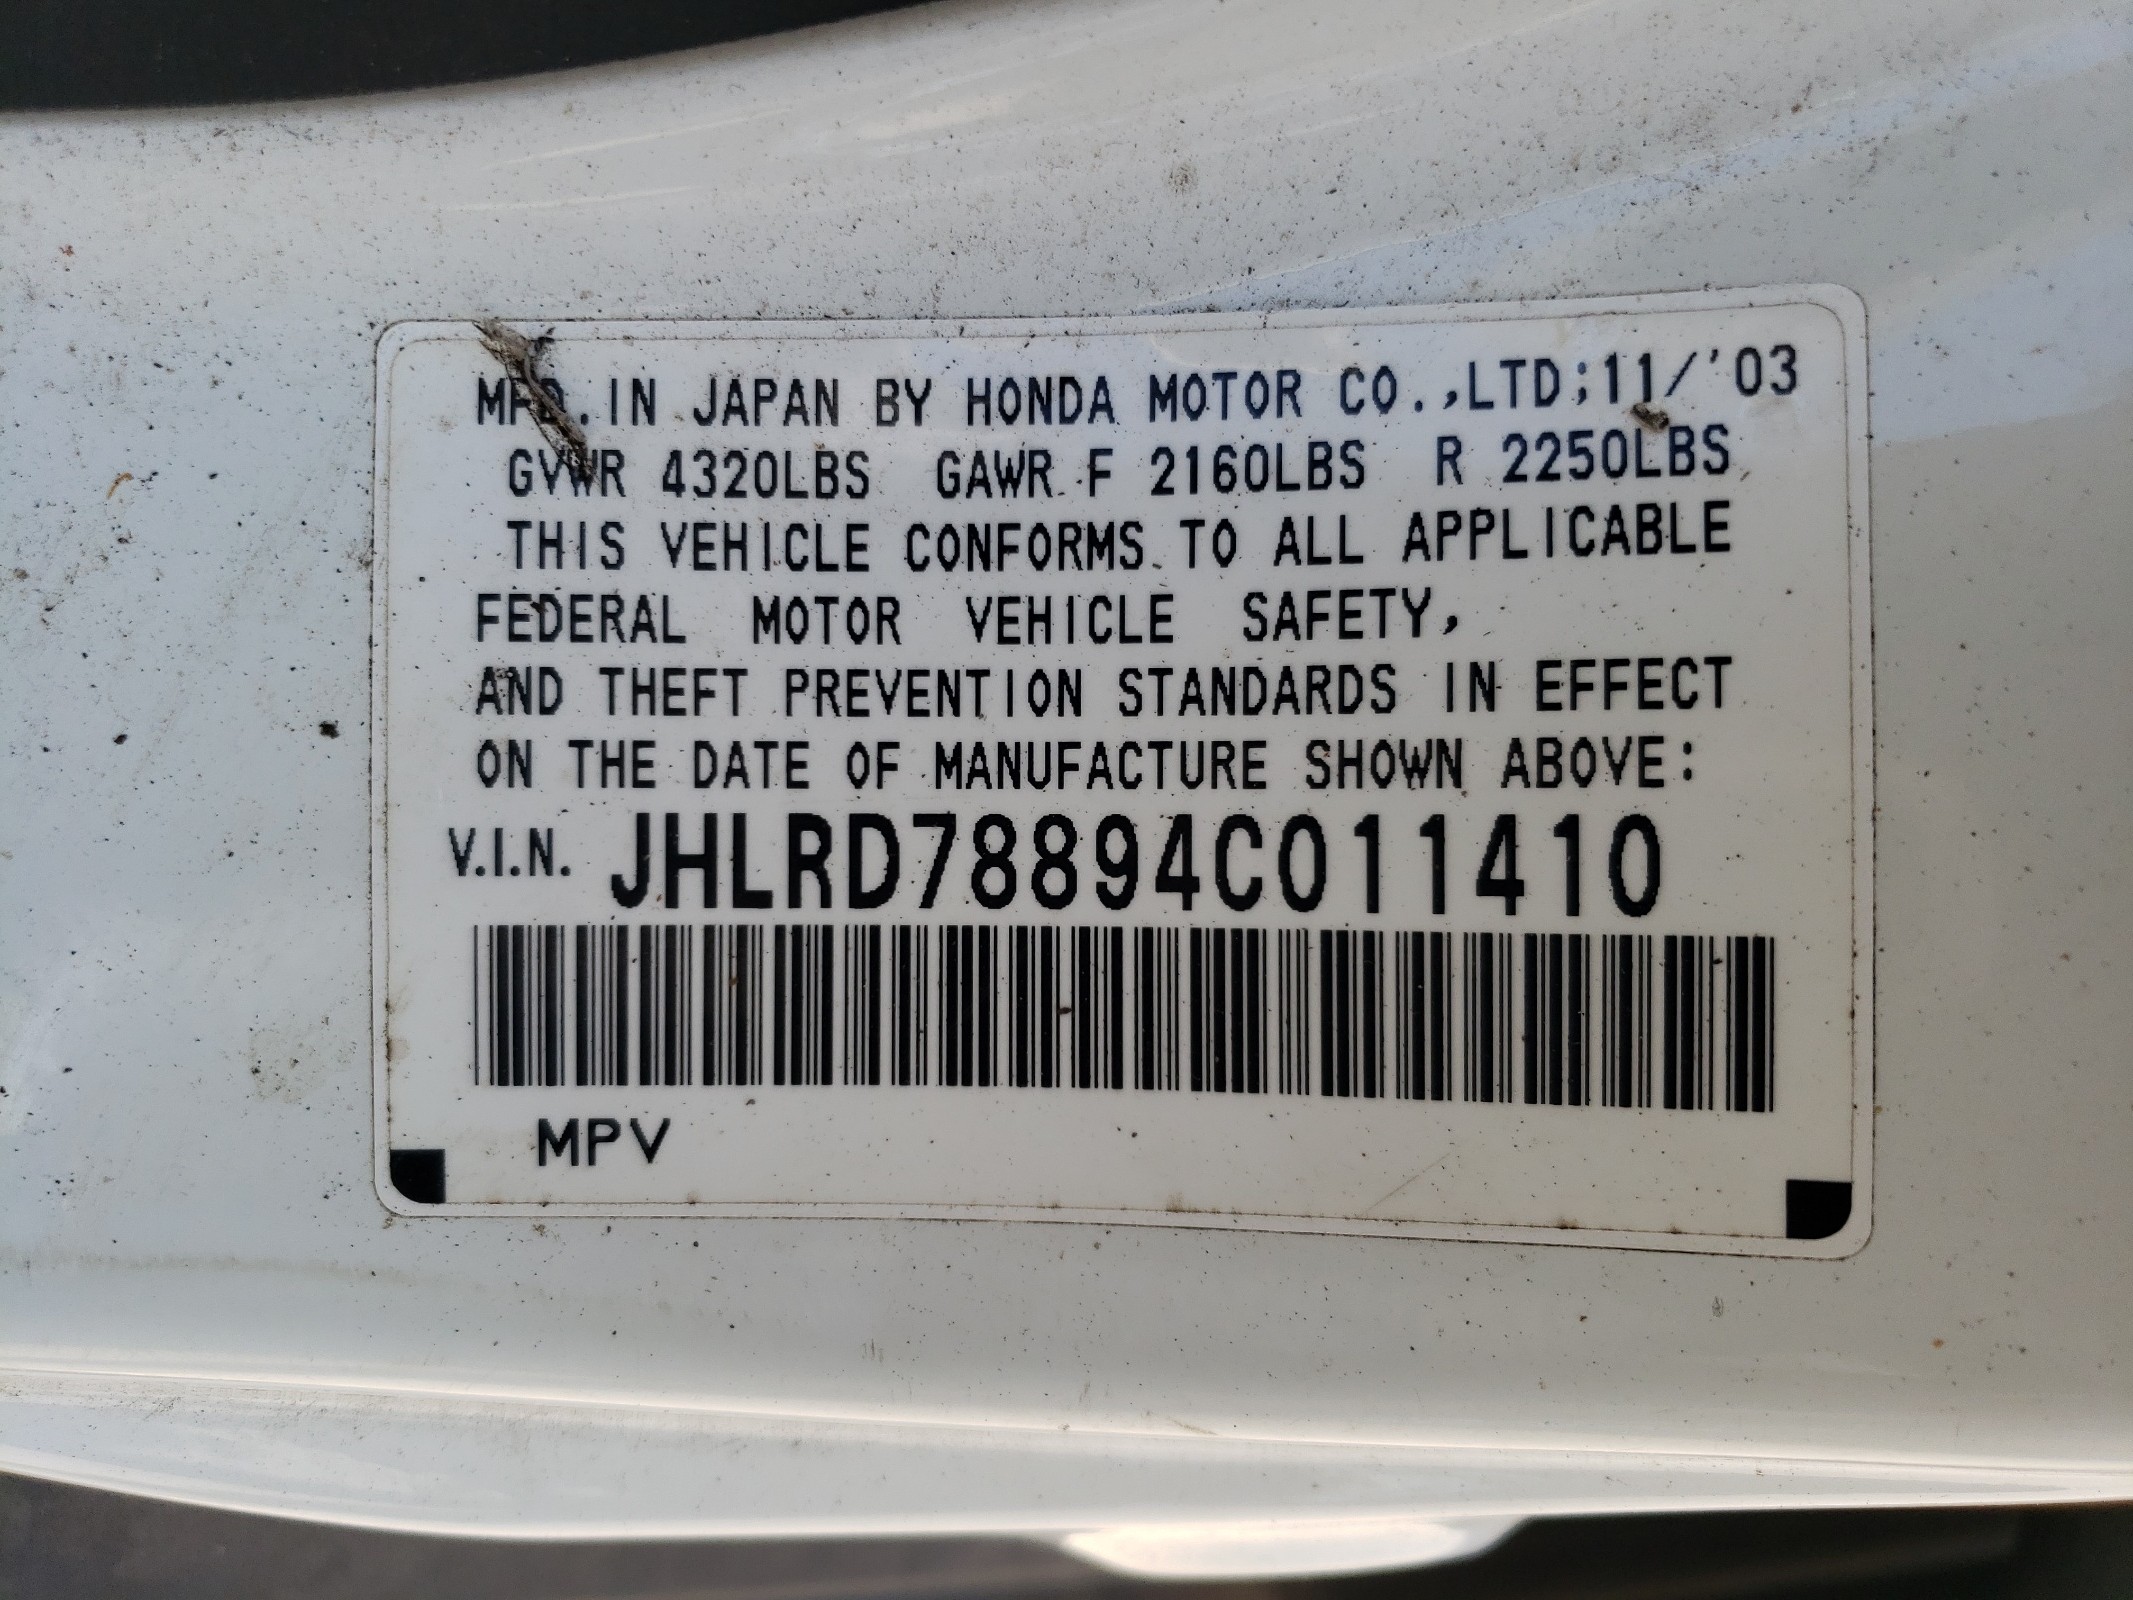 MFD. IN JAPAN BY HONDA MOTOR CO.,LTD;11/'03
GVWR 4320LBS GAWR F 2160LBS R 2250LBS
THIS VEHICLE CONFORMS TO ALL APPLICABLE
FEDERAL MOTOR VEHICLE SAFETY,
AND THEFT PREVENTION STANDARDS IN EFFECT
ON THE DATE OF MANUFACTURE SHOWN ABOVE:
V.I.N. JHLRD78894C011410
MPV